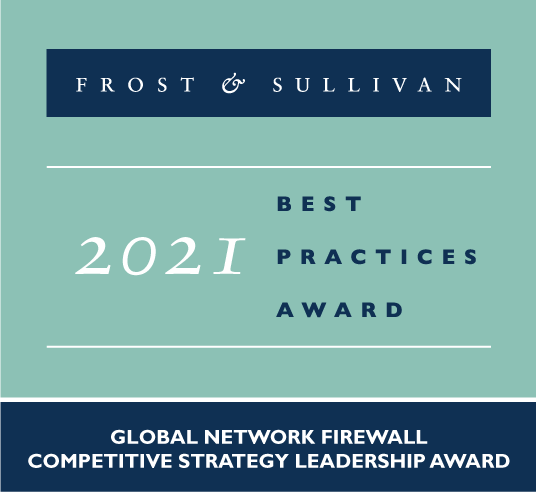 FROST & SULLIVAN
BEST
2021 PRACTICES
AWARD
GLOBAL NETWORK FIREWALL
COMPETITIVE STRATEGY LEADERSHIP AWARD